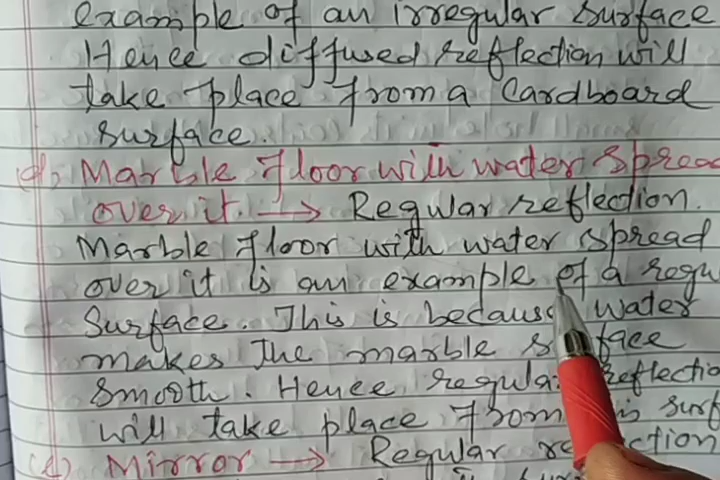 example of an irregular surface
Hence diffused reflection will
take place from a Cardboard
surface.
(d) Marble floor with water spread
over it. → Regular reflection.
Marble floor with water spread
over it is an example of a regu
Surface. This is because water
makes the marble face
smooth. Hence regular reflectio
will take place from surf
Mirror → Regular ction